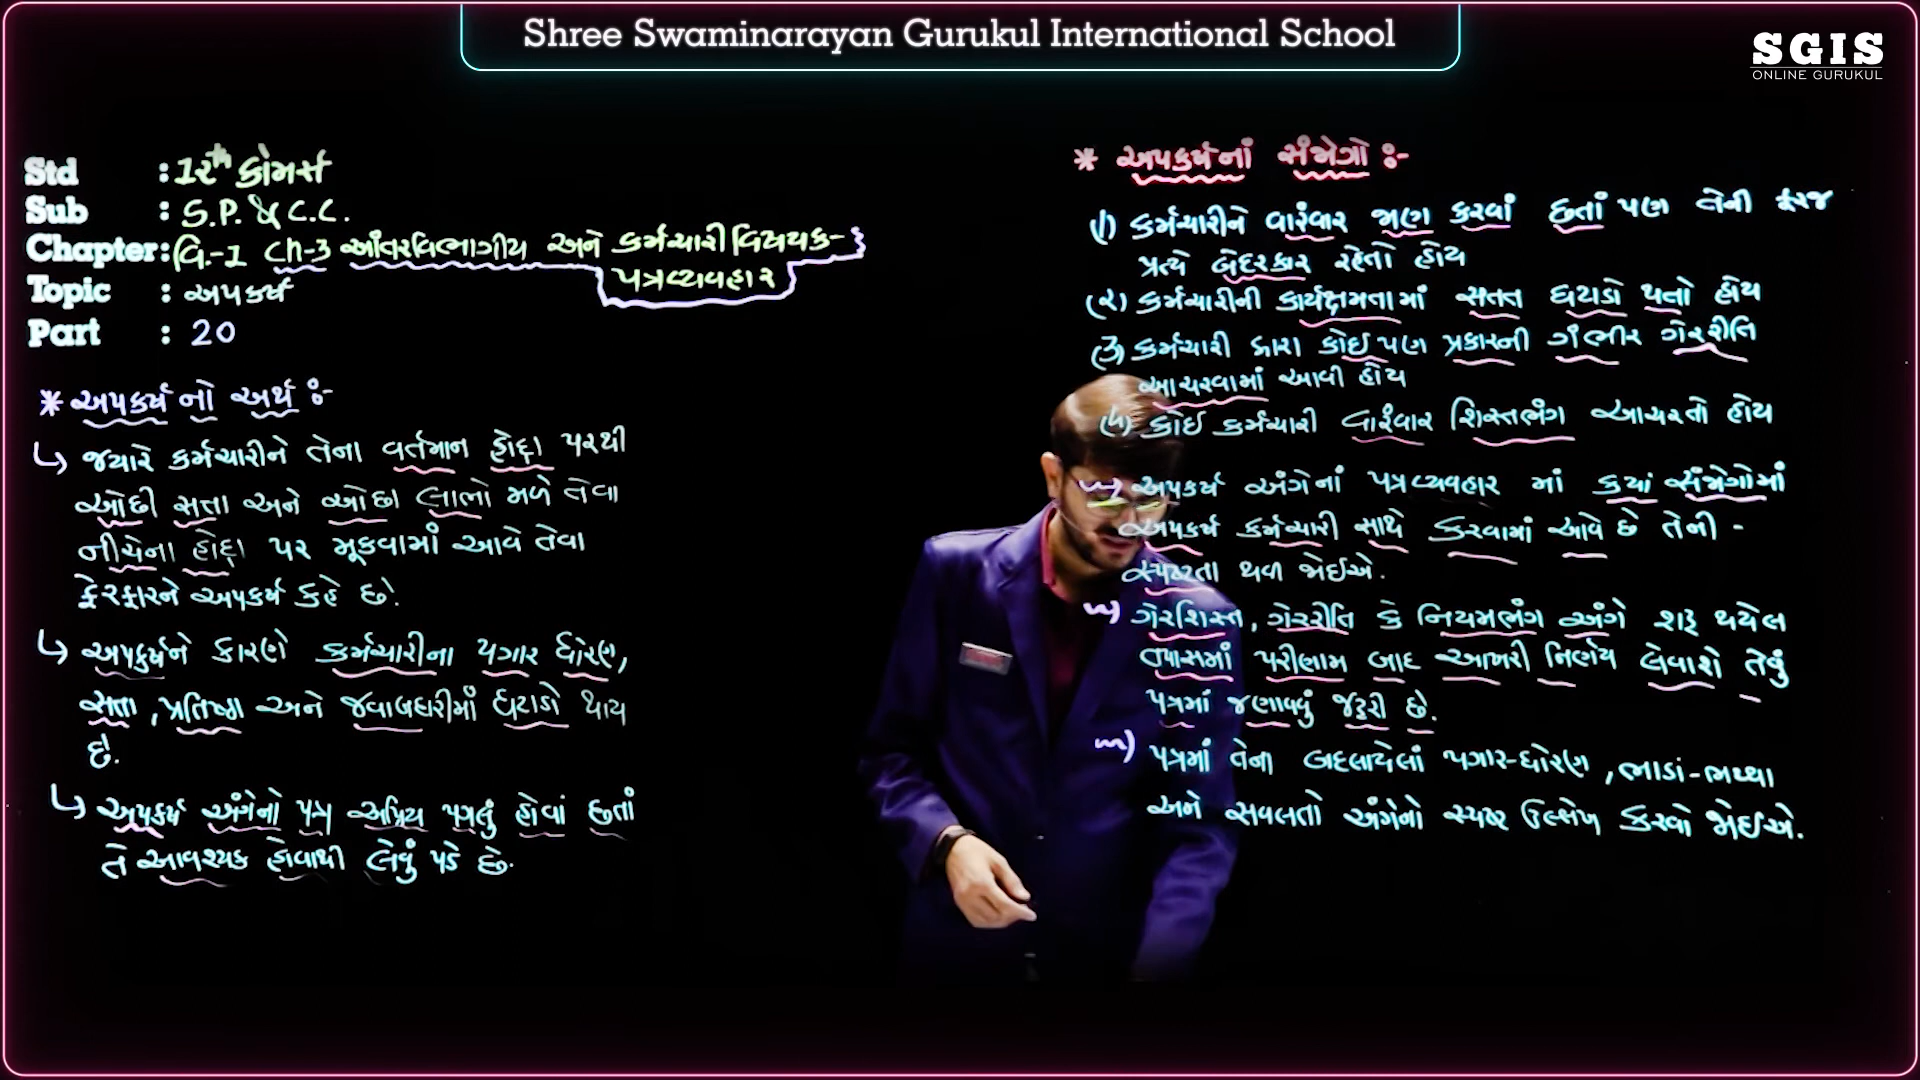 Shree Swaminarayan Gurukul International School
SGIS
ONLINE GURUKUL
Std : 12th કોમર્સ
Sub : S.P. & C.C.
Chapter: વિ.-1 Ch-3 આંતરવિભાગીય અને કર્મચારી વિષયક-
પત્રવ્યવહાર
Topic : અપકર્ષ
Part : 20
* અપકર્ષ નો અર્થ :-
↳ જ્યારે કર્મચારીને તેના વર્તમાન હોદ્દા પરથી
ઓછી સત્તા અને ઓછા લાભો મળે તેવા
નીચેના હોદ્દા પર મૂકવામાં આવે તેવા
ફેરફારને અપકર્ષ કહે છે.
↳ અપકર્ષને કારણે કર્મચારીના પગાર ધોરણ,
સત્તા, પ્રતિષ્ઠા અને જવાબદારીમાં ઘટાડો થાય
છે.
↳ અપકર્ષ અંગેનો પત્ર અપ્રિય પગલું હોવાં છતાં
તે આવશ્યક હોવાથી લેવું પડે છે.
* અપકર્ષનાં સંજોગો :-
(1) કર્મચારીને વારંવાર જાણ કરવાં છતાં પણ તેની ફરજ
પ્રત્યે બેદરકાર રહેતો હોય
(૨) કર્મચારીની કાર્યક્ષમતામાં સતત ઘટાડો થતો હોય
(૩) કર્મચારી દ્વારા કોઈ પણ પ્રકારની ગંભીર ગેરરીતિ
આચરવામાં આવી હોય
(૪) કોઈ કર્મચારી વારંવાર શિસ્તભંગ આચરતો હોય
અપકર્ષ અંગેનાં પત્રવ્યવહાર માં કયાં સંજોગોમાં
અપકર્ષ કર્મચારી સાથે કરવામાં આવે છે તેની -
સ્પષ્ટતા થવી જોઈએ.
ગેરશિસ્ત, ગેરરીતિ કે નિયમભંગ અંગે શરૂ થયેલ
તપાસમાં પરીણામ બાદ આખરી નિર્ણય લેવાશે તેવું
પત્રમાં જણાવવું જરૂરી છે.
પત્રમાં તેના બદલાયેલાં પગાર-ધોરણ, ભાડાં-ભથ્થા
અને સવલતો અંગેનો સ્પષ્ટ ઉલ્લેખ કરવો જોઈએ.